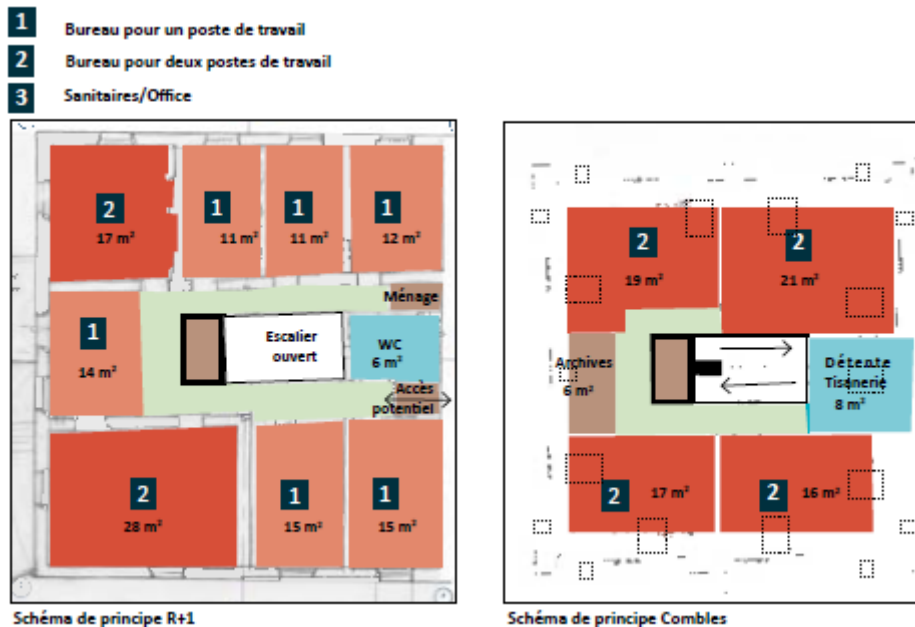 1 Bureau pour un poste de travail
2 Bureau pour deux postes de travail
3 Sanitaires/Office
2
17 m²
1
11 m²
1
11 m²
1
12 m²
Ménage
1
14 m²
Escalier
ouvert
WC
6 m²
Accès
potentiel
2
28 m²
1
15 m²
1
15 m²
Schéma de principe R+1
2
19 m²
2
21 m²
Archives
6 m²
Détente
Tisanerie
8 m²
2 17 m²
2 16 m²
Schéma de principe Combles